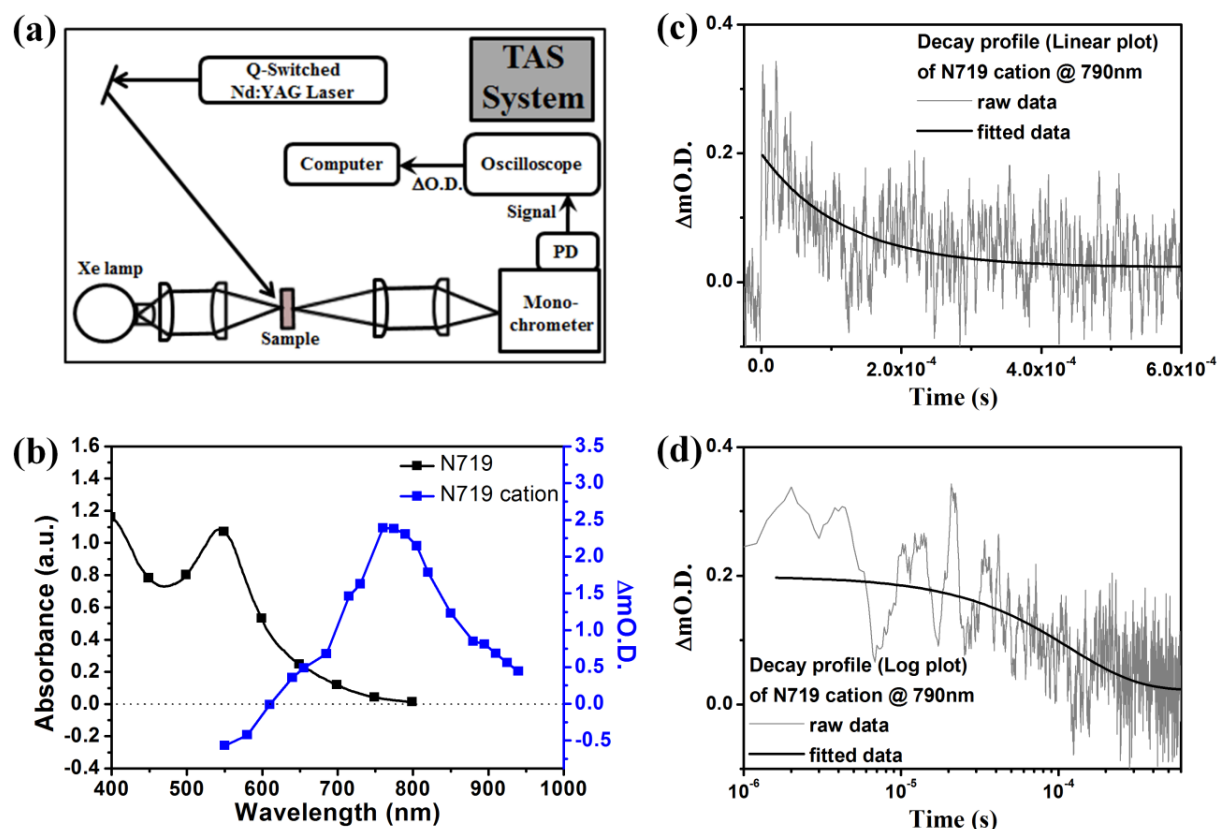 (a)
Q-Switched
Nd:YAG Laser
TAS
System
Computer
ΔO.D.
Oscilloscope
Signal
PD
Xe lamp
Sample
Mono-
chrometer
(b)
N719
N719 cation
Absorbance (a.u.)
1.6
1.4
1.2
1.0
0.8
0.6
0.4
0.2
0.0
-0.2
-0.4
3.5
3.0
2.5
2.0
1.5
1.0
0.5
0.0
-0.5
ΔmO.D.
400 500 600 700 800 900 1000
Wavelength (nm)
(c)
Decay profile (Linear plot)
of N719 cation @ 790nm
raw data
fitted data
ΔmO.D.
0.4
0.2
0.0
0.0 2.0x10⁻⁴ 4.0x10⁻⁴ 6.0x10⁻⁴
Time (s)
(d)
ΔmO.D.
0.4
0.2
0.0
Decay profile (Log plot)
of N719 cation @ 790nm
raw data
fitted data
10⁻⁶ 10⁻⁵ 10⁻⁴
Time (s)